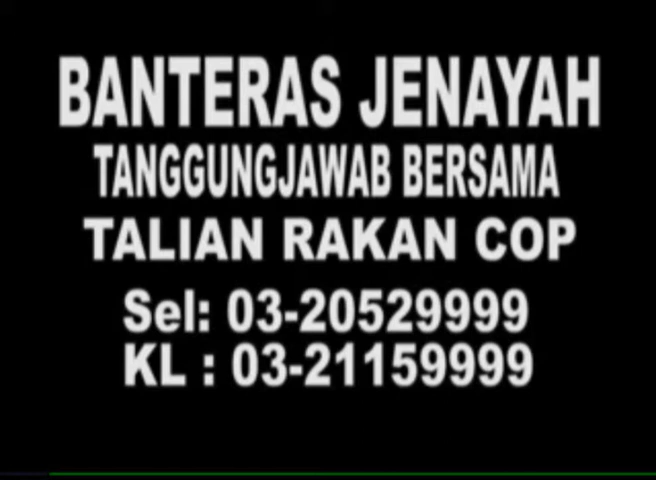 BANTERAS JENAYAH
TANGGUNGJAWAB BERSAMA
TALIAN RAKAN COP
Sel: 03-20529999
KL : 03-21159999